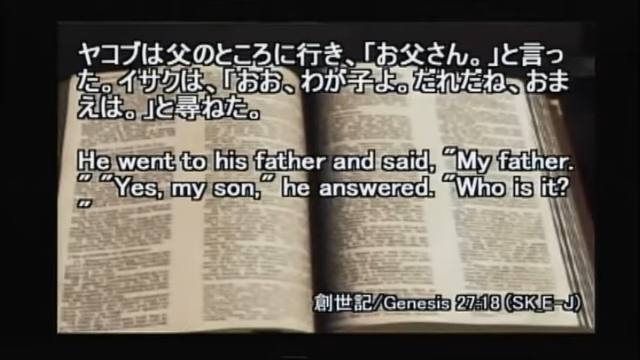 ヤコブは父のところに行き、「お父さん。」と言っ
た。イサクは、「おお、わが子よ。だれだね、おま
えは。」と尋ねた。
He went to his father and said, "My father.
" "Yes, my son," he answered. "Who is it?
"
創世記/Genesis 27:18 (SK_E-J)